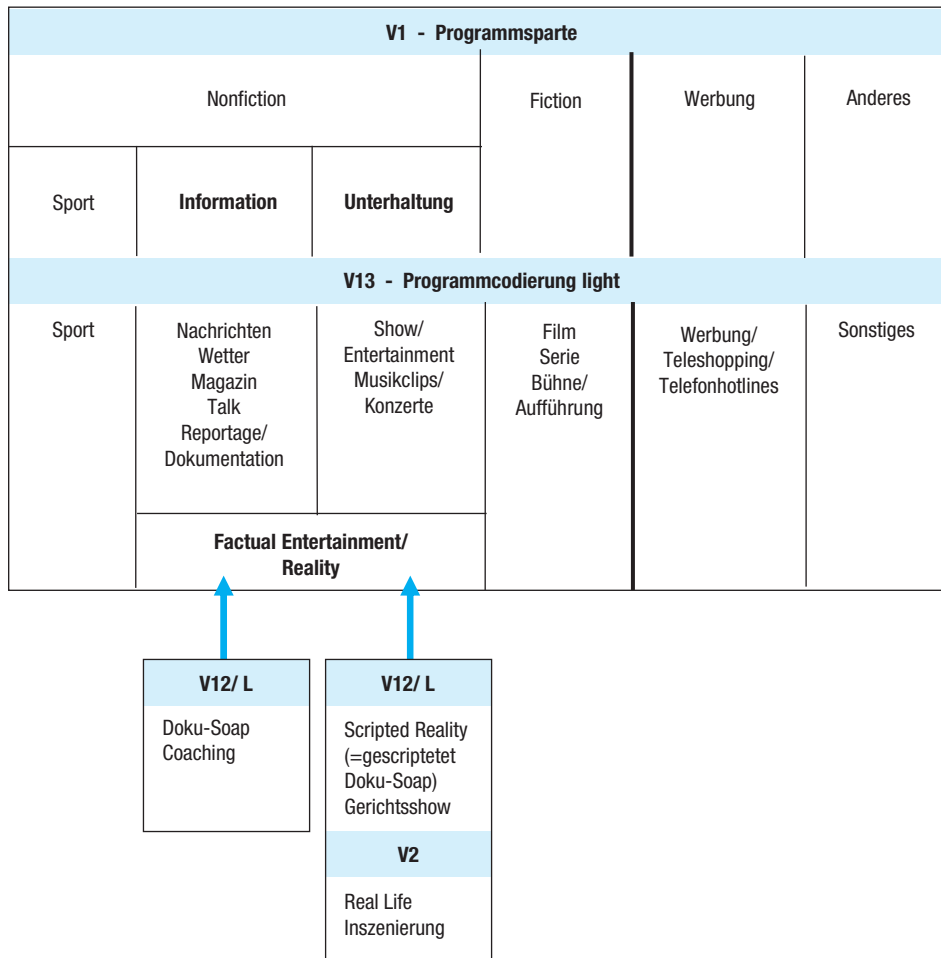 V1 - Programmsparte
Nonfiction
Fiction
Werbung
Anderes
Sport
Information
Unterhaltung
V13 - Programmcodierung light
Sport
Nachrichten
Wetter
Magazin
Talk
Reportage/
Dokumentation
Show/
Entertainment
Musikclips/
Konzerte
Film
Serie
Bühne/
Aufführung
Werbung/
Teleshopping/
Telefonhotlines
Sonstiges
Factual Entertainment/
Reality
V12/ L
Doku-Soap
Coaching
V12/ L
Scripted Reality
(=gescriptetet
Doku-Soap)
Gerichtsshow
V2
Real Life
Inszenierung